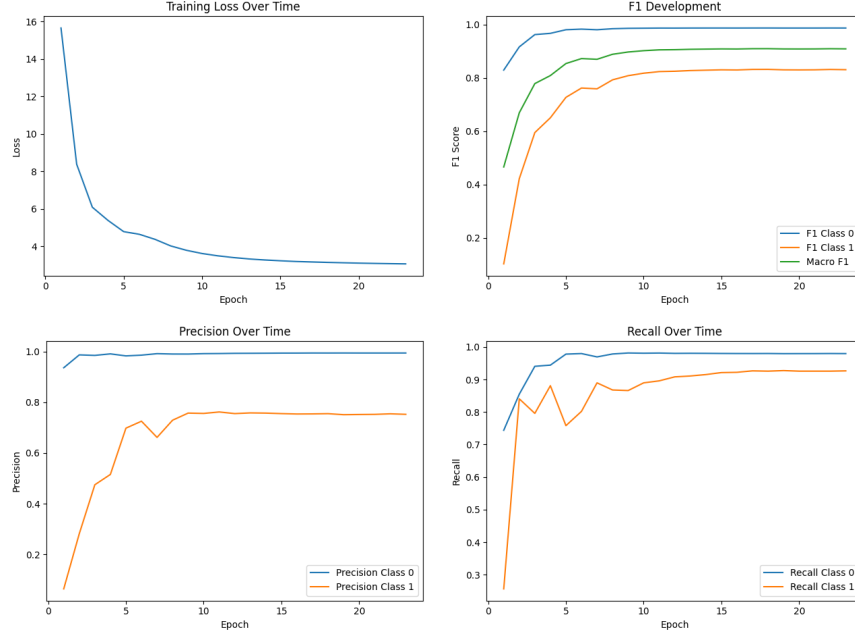 Training Loss Over Time
16
14
12
10
8
6
4
Loss
0
5
10
15
20
Epoch
F1 Development
1.0
0.8
0.6
0.4
0.2
F1 Score
F1 Class 0
F1 Class 1
Macro F1
0
5
10
15
20
Epoch
Precision Over Time
1.0
0.8
0.6
0.4
0.2
Precision
Precision Class 0
Precision Class 1
0
5
10
15
20
Epoch
Recall Over Time
1.0
0.9
0.8
0.7
0.6
0.5
0.4
0.3
Recall
Recall Class 0
Recall Class 1
0
5
10
15
20
Epoch